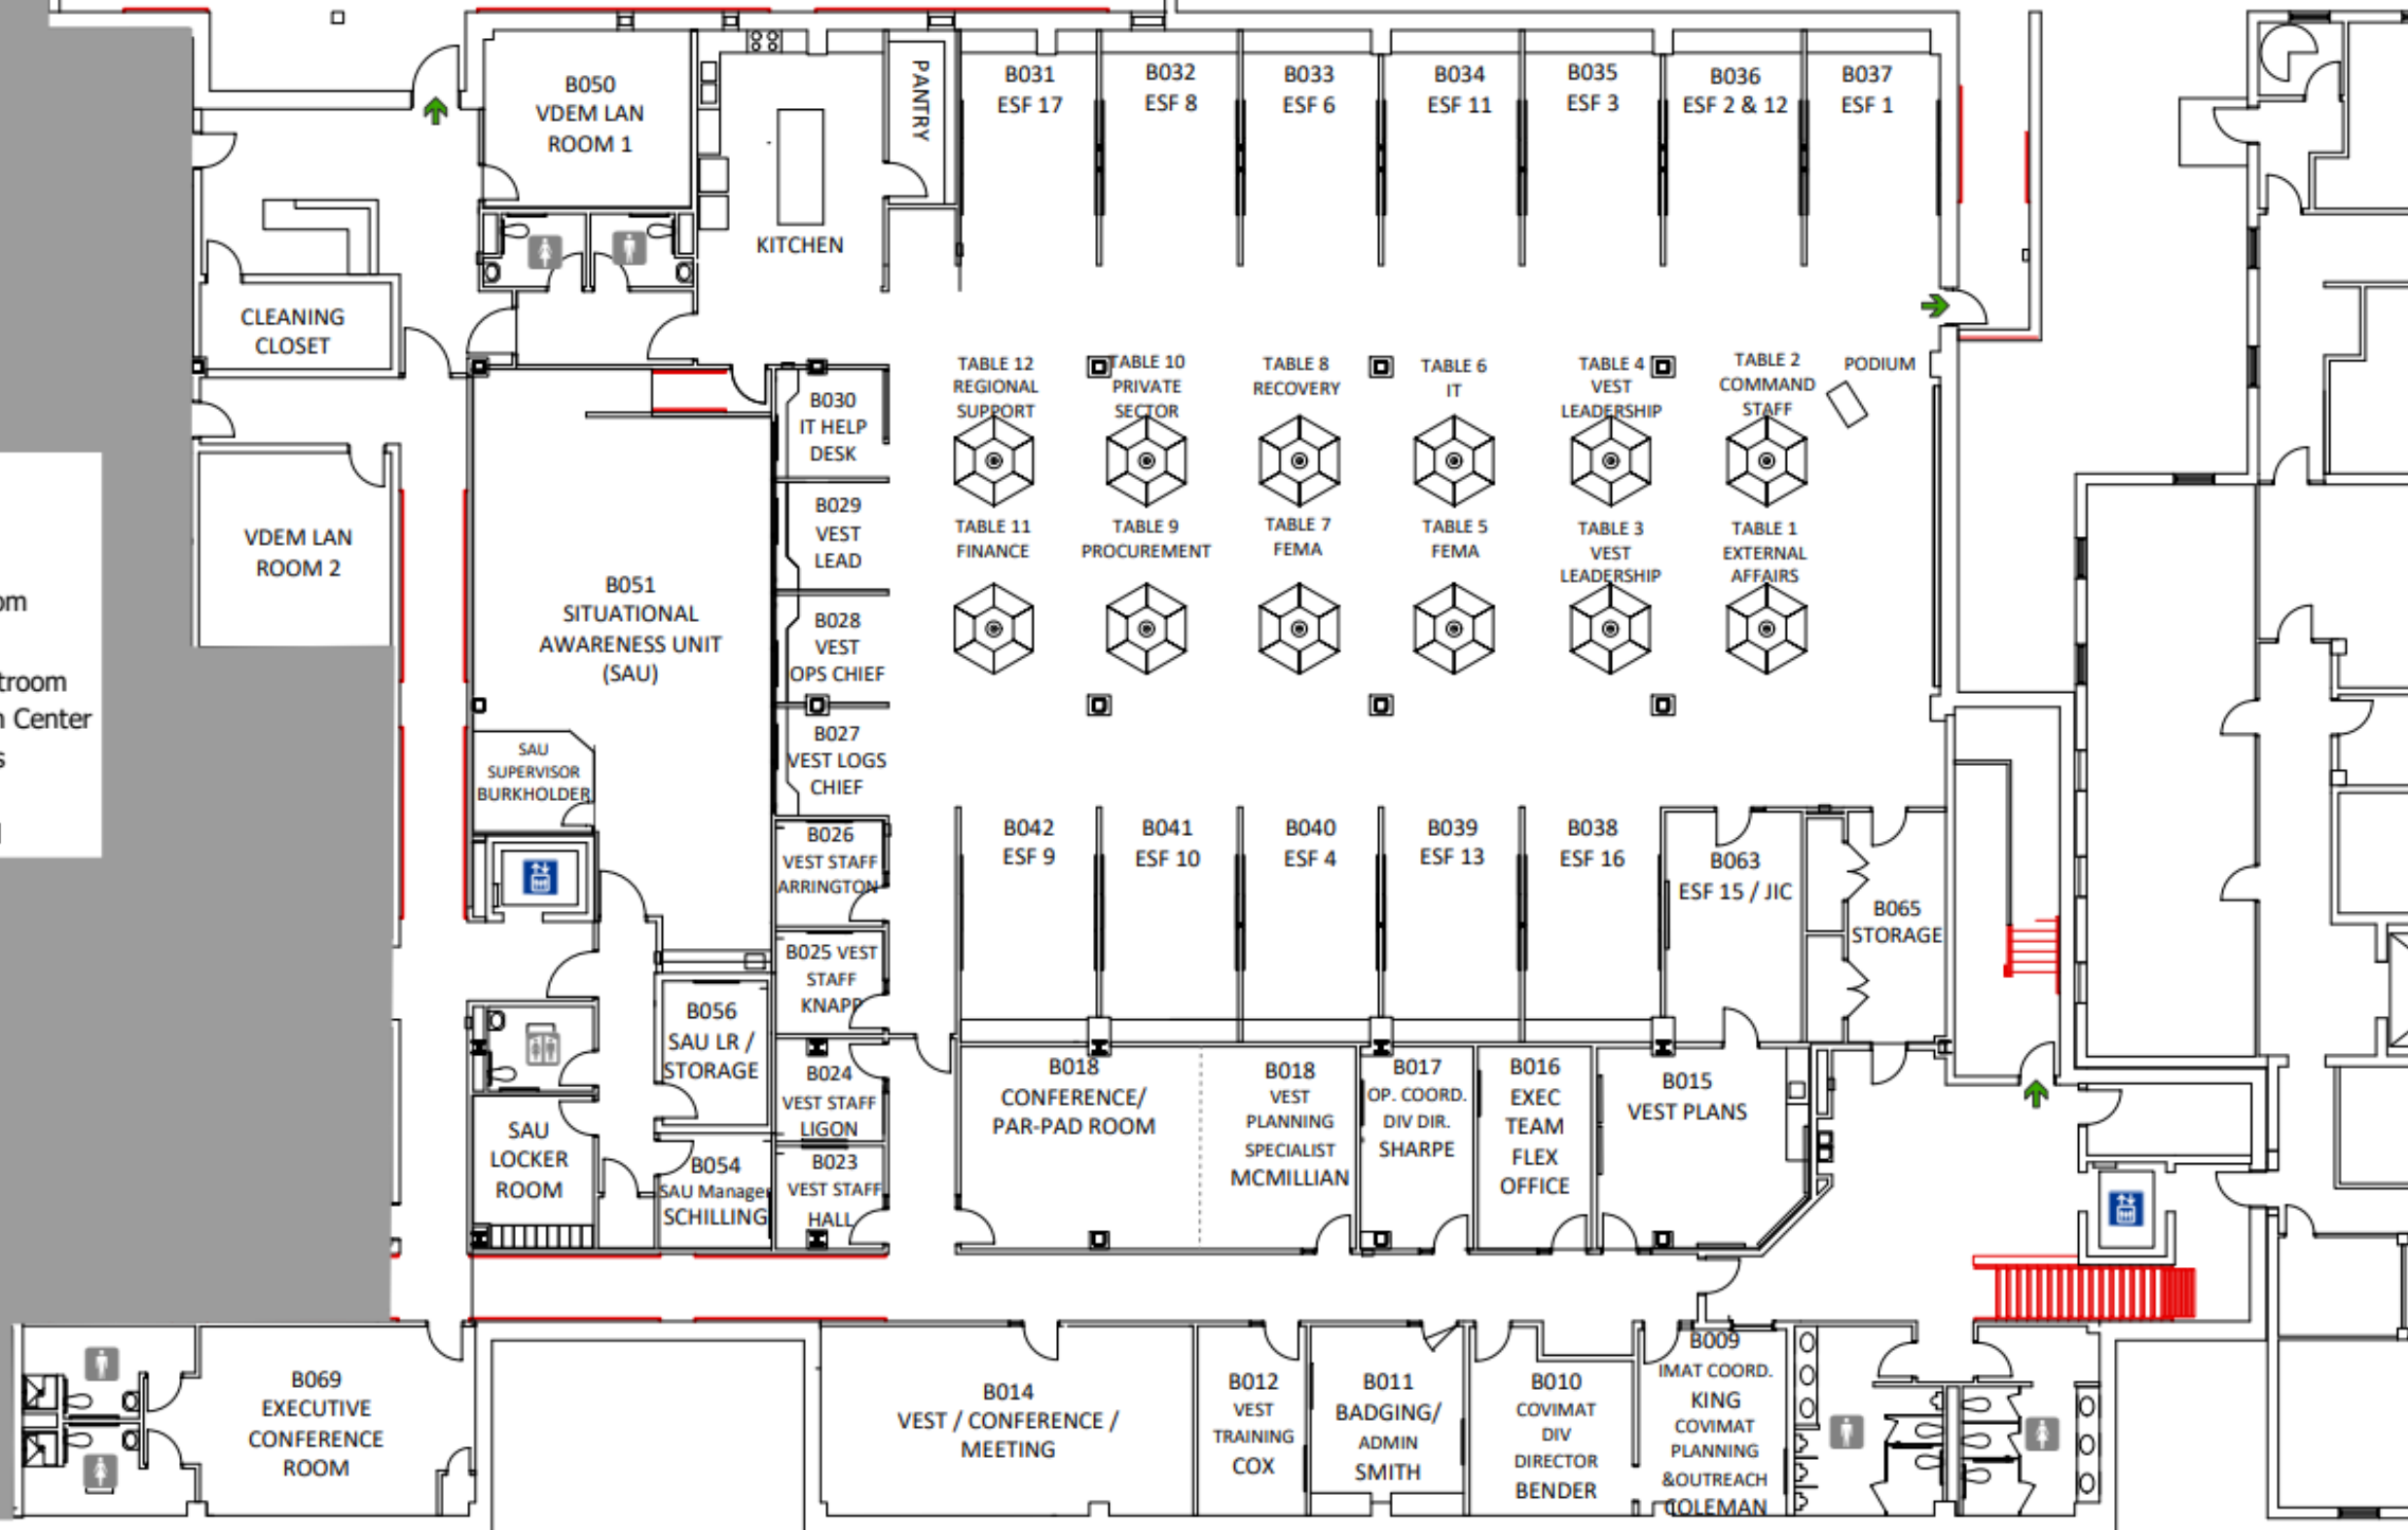 B050
VDEM LAN
ROOM 1
KITCHEN
PANTRY
B031
ESF 17
B032
ESF 8
B033
ESF 6
B034
ESF 11
B035
ESF 3
B036
ESF 2 & 12
B037
ESF 1
CLEANING
CLOSET
VDEM LAN
ROOM 2
om
troom
n Center
s
B051
SITUATIONAL
AWARENESS UNIT
(SAU)
SAU
SUPERVISOR
BURKHOLDER
B030
IT HELP
DESK
B029
VEST
LEAD
B028
VEST
OPS CHIEF
B027
VEST LOGS
CHIEF
B026
VEST STAFF
ARRINGTON
B025 VEST
STAFF
KNAPP
B024
VEST STAFF
LIGON
B023
VEST STAFF
HALL
TABLE 12
REGIONAL
SUPPORT
TABLE 10
PRIVATE
SECTOR
TABLE 8
RECOVERY
TABLE 6
IT
TABLE 4
VEST
LEADERSHIP
TABLE 2
COMMAND
STAFF
PODIUM
TABLE 11
FINANCE
TABLE 9
PROCUREMENT
TABLE 7
FEMA
TABLE 5
FEMA
TABLE 3
VEST
LEADERSHIP
TABLE 1
EXTERNAL
AFFAIRS
B042
ESF 9
B041
ESF 10
B040
ESF 4
B039
ESF 13
B038
ESF 16
B063
ESF 15 / JIC
B065
STORAGE
B056
SAU LR /
STORAGE
SAU
LOCKER
ROOM
B054
SAU Manager
SCHILLING
B018
CONFERENCE/
PAR-PAD ROOM
B018
VEST
PLANNING
SPECIALIST
MCMILLIAN
B017
OP. COORD.
DIV DIR.
SHARPE
B016
EXEC
TEAM
FLEX
OFFICE
B015
VEST PLANS
B069
EXECUTIVE
CONFERENCE
ROOM
B014
VEST / CONFERENCE /
MEETING
B012
VEST
TRAINING
COX
B011
BADGING/
ADMIN
SMITH
B010
COVIMAT
DIV
DIRECTOR
BENDER
B009
IMAT COORD.
KING
COVIMAT
PLANNING
&OUTREACH
COLEMAN